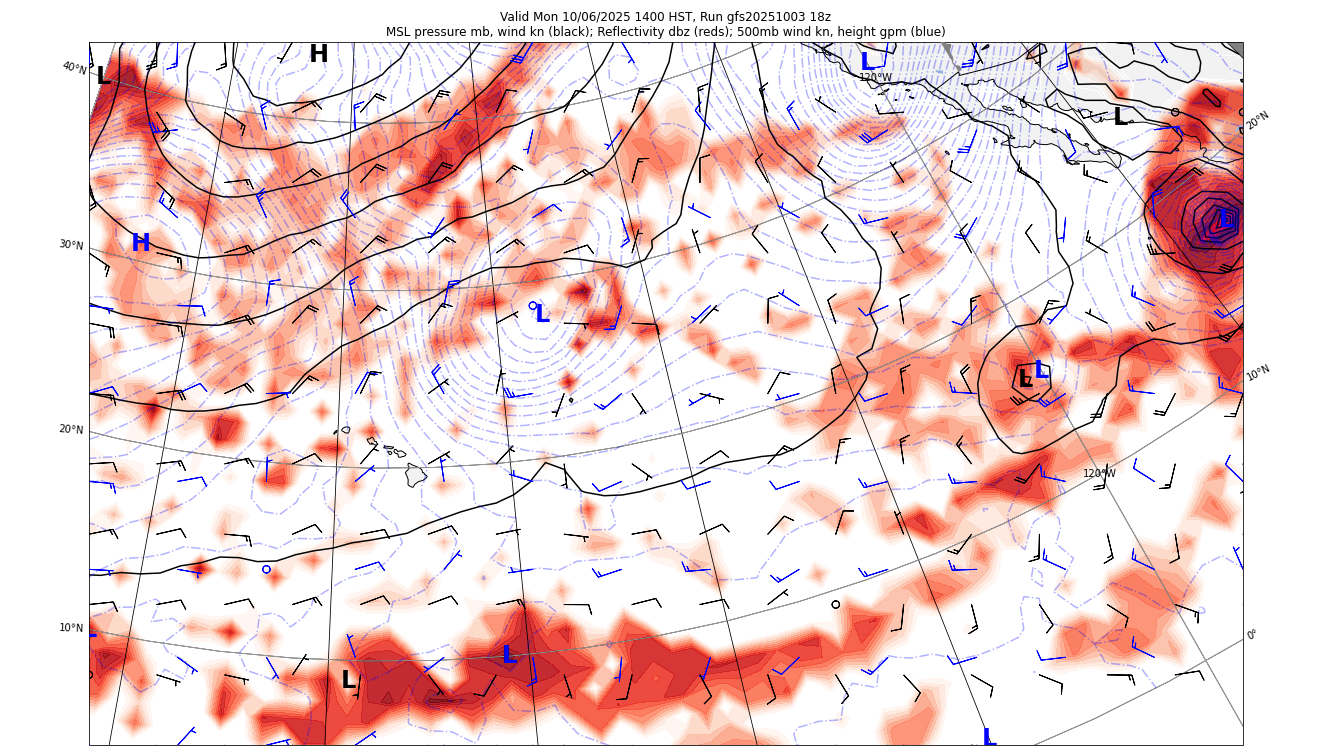 Valid Mon 10/06/2025 1400 HST, Run gfs20251003 18z
MSL pressure mb, wind kn (black); Reflectivity dbz (reds); 500mb wind kn, height gpm (blue)
H
L
L
40°N
120°W
L
L
20°N
L
H
30°N
L
L
L
10°N
20°N
120°W
10°N
0°
L
L
L
L